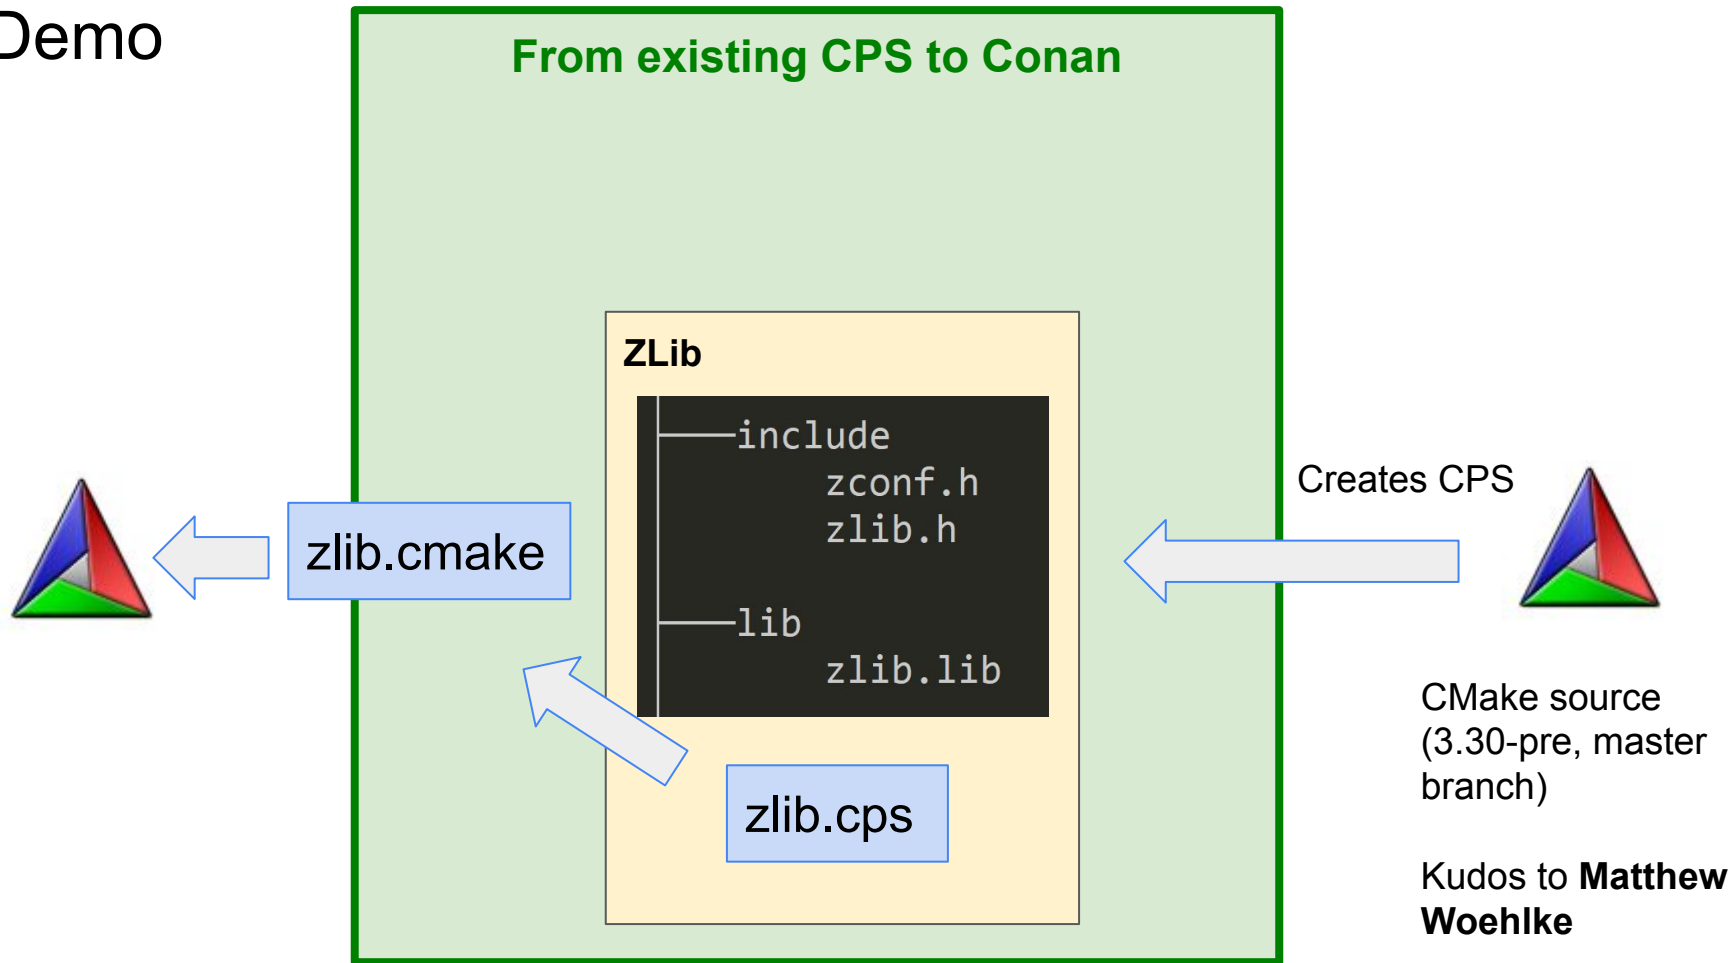 Demo
From existing CPS to Conan
ZLib
include
zconf.h
zlib.h
lib
zlib.lib
zlib.cmake
zlib.cps
Creates CPS
CMake source
(3.30-pre, master
branch)
Kudos to Matthew
Woehlke